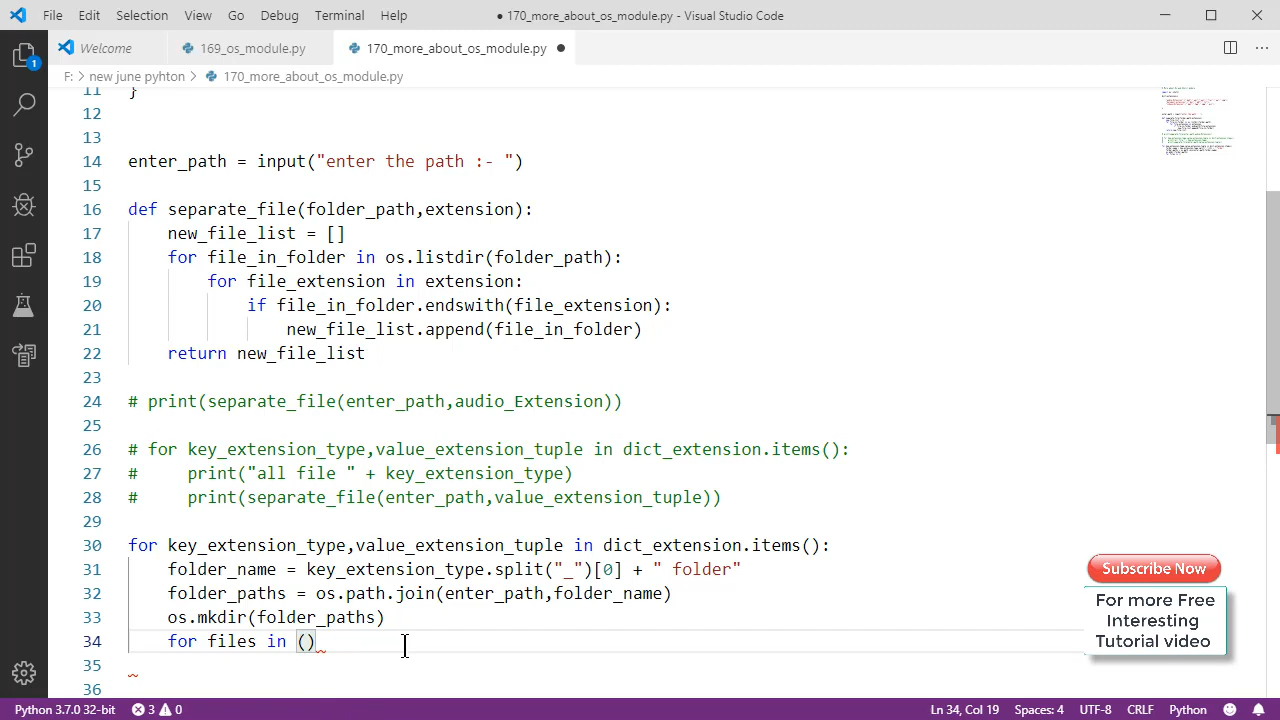 File Edit Selection View Go Debug Terminal Help ● 170_more_about_os_module.py - Visual Studio Code
Welcome 169_os_module.py 170_more_about_os_module.py
F: > new june pyhton > 170_more_about_os_module.py
11 }
12
13
14 enter_path = input("enter the path :- ")
15
16 def separate_file(folder_path,extension):
17 new_file_list = []
18 for file_in_folder in os.listdir(folder_path):
19 for file_extension in extension:
20 if file_in_folder.endswith(file_extension):
21 new_file_list.append(file_in_folder)
22 return new_file_list
23
24 # print(separate_file(enter_path,audio_Extension))
25
26 # for key_extension_type,value_extension_tuple in dict_extension.items():
27 # print("all file " + key_extension_type)
28 # print(separate_file(enter_path,value_extension_tuple))
29
30 for key_extension_type,value_extension_tuple in dict_extension.items():
31 folder_name = key_extension_type.split("_")[0] + " folder"
32 folder_paths = os.path.join(enter_path,folder_name)
33 os.mkdir(folder_paths)
34 for files in ()
35
36
1
Subscribe Now
For more Free
Interesting
Tutorial video
Python 3.7.0 32-bit 3 0 Ln 34, Col 19 Spaces: 4 UTF-8 CRLF Python